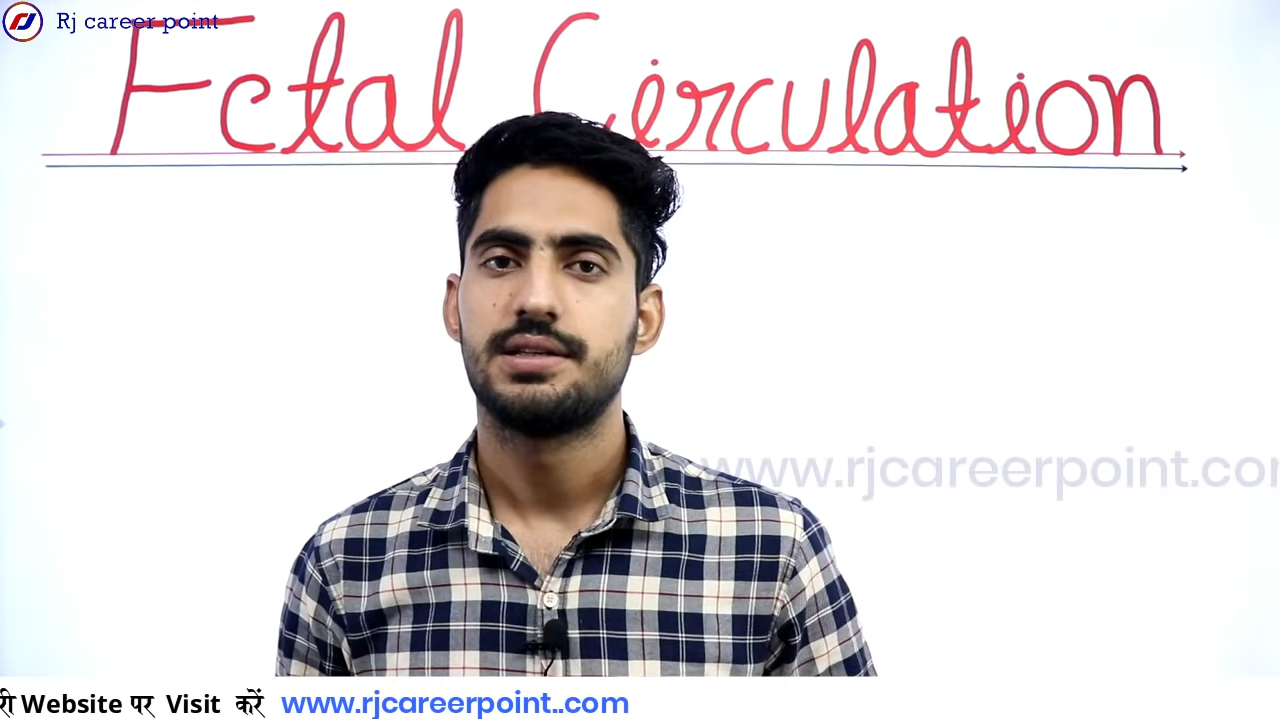 Rj career point
Fetal Circulation
www.rjcareerpoint.com
री Website पर Visit करें www.rjcareerpoint..com